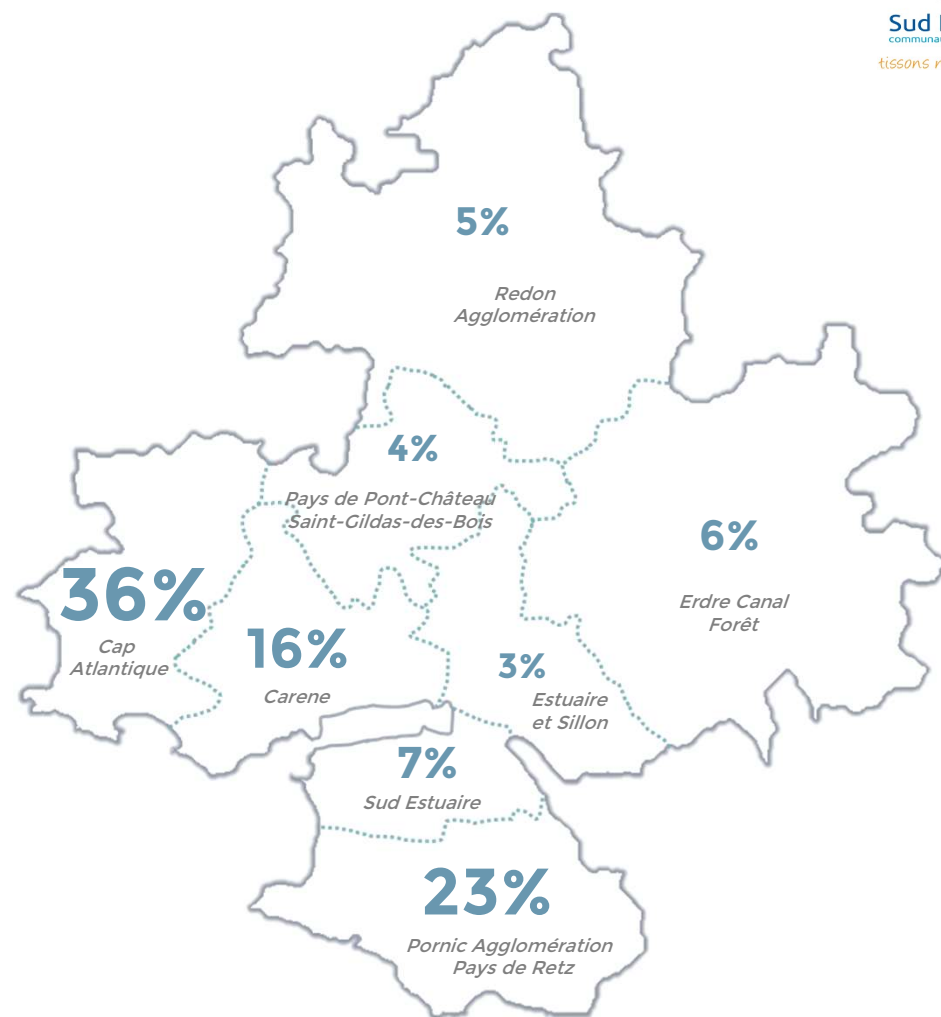 Sud
communau
tissons
5%
Redon
Agglomération
4%
Pays de Pont-Château
Saint-Gildas-des-Bois
6%
Erdre Canal
Forêt
36%
Cap
Atlantique
16%
Carene
3%
Estuaire
et Sillon
7%
Sud Estuaire
23%
Pornic Agglomération
Pays de Retz